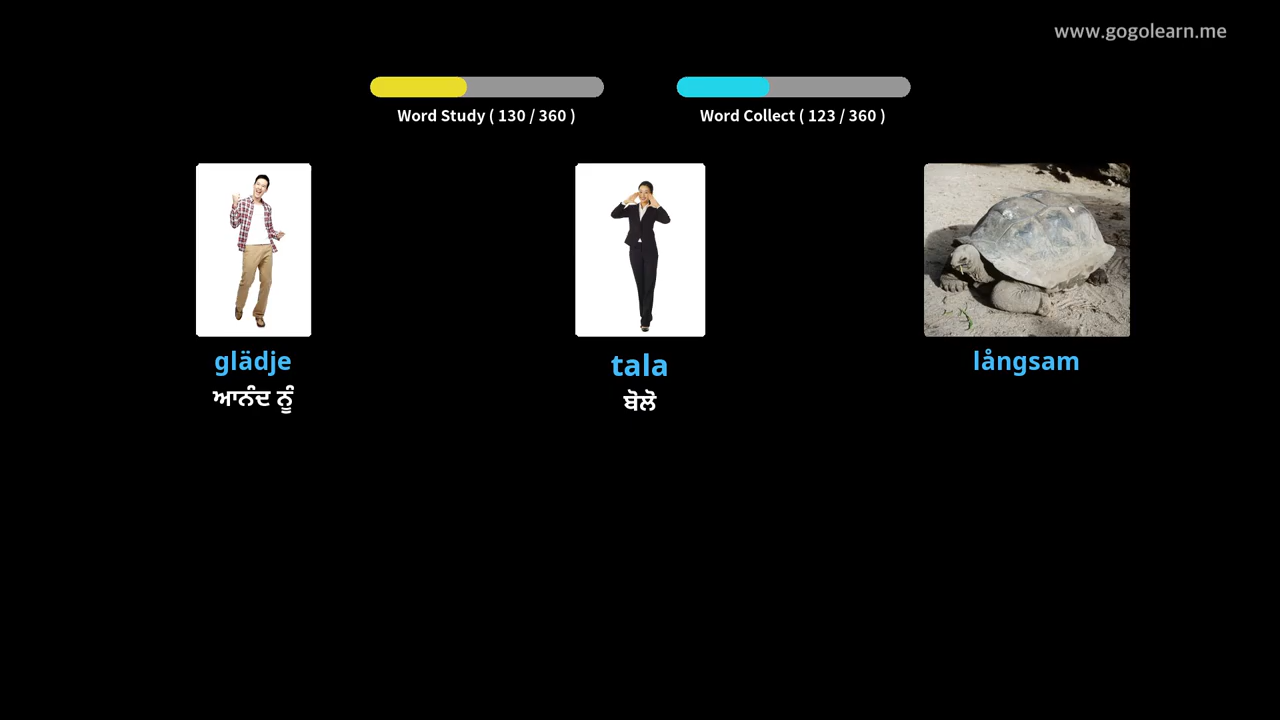 www.gogolearn.me
Word Study ( 130 / 360 )
Word Collect ( 123 / 360 )
glädje
tala
långsam
ਆਨੰਦ ਨੂੰ
ਬੋਲੋ